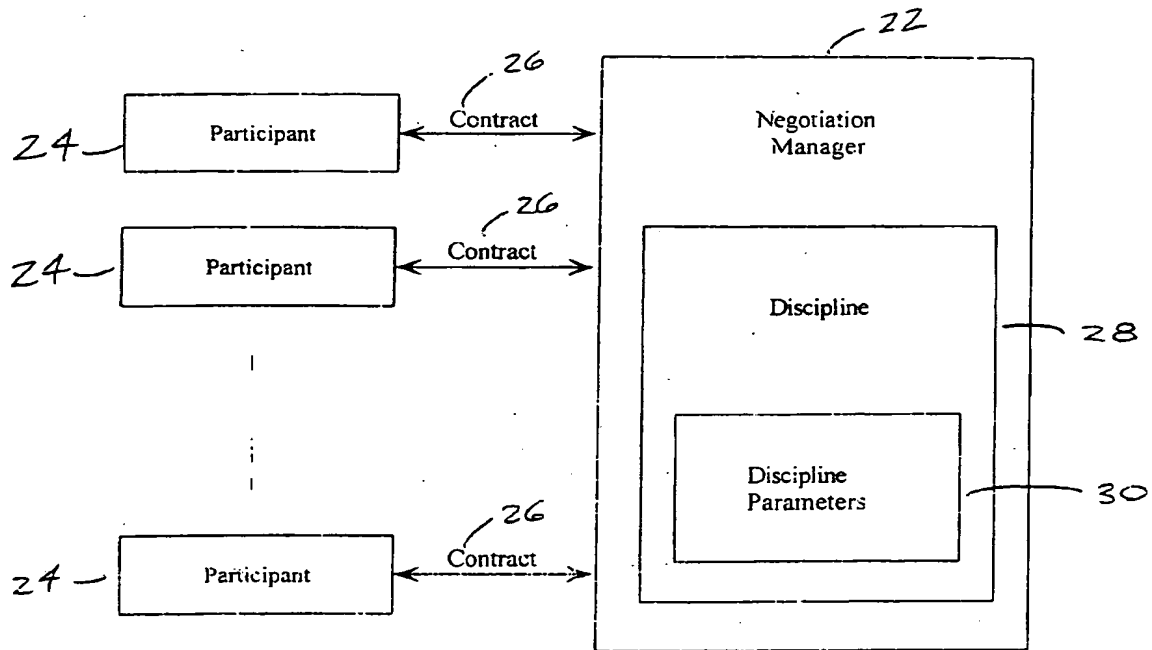 22
26
24
Participant
Contract
Negotiation
Manager
26
24
Participant
Contract
Discipline
28
Discipline
Parameters
30
26
24
Participant
Contract